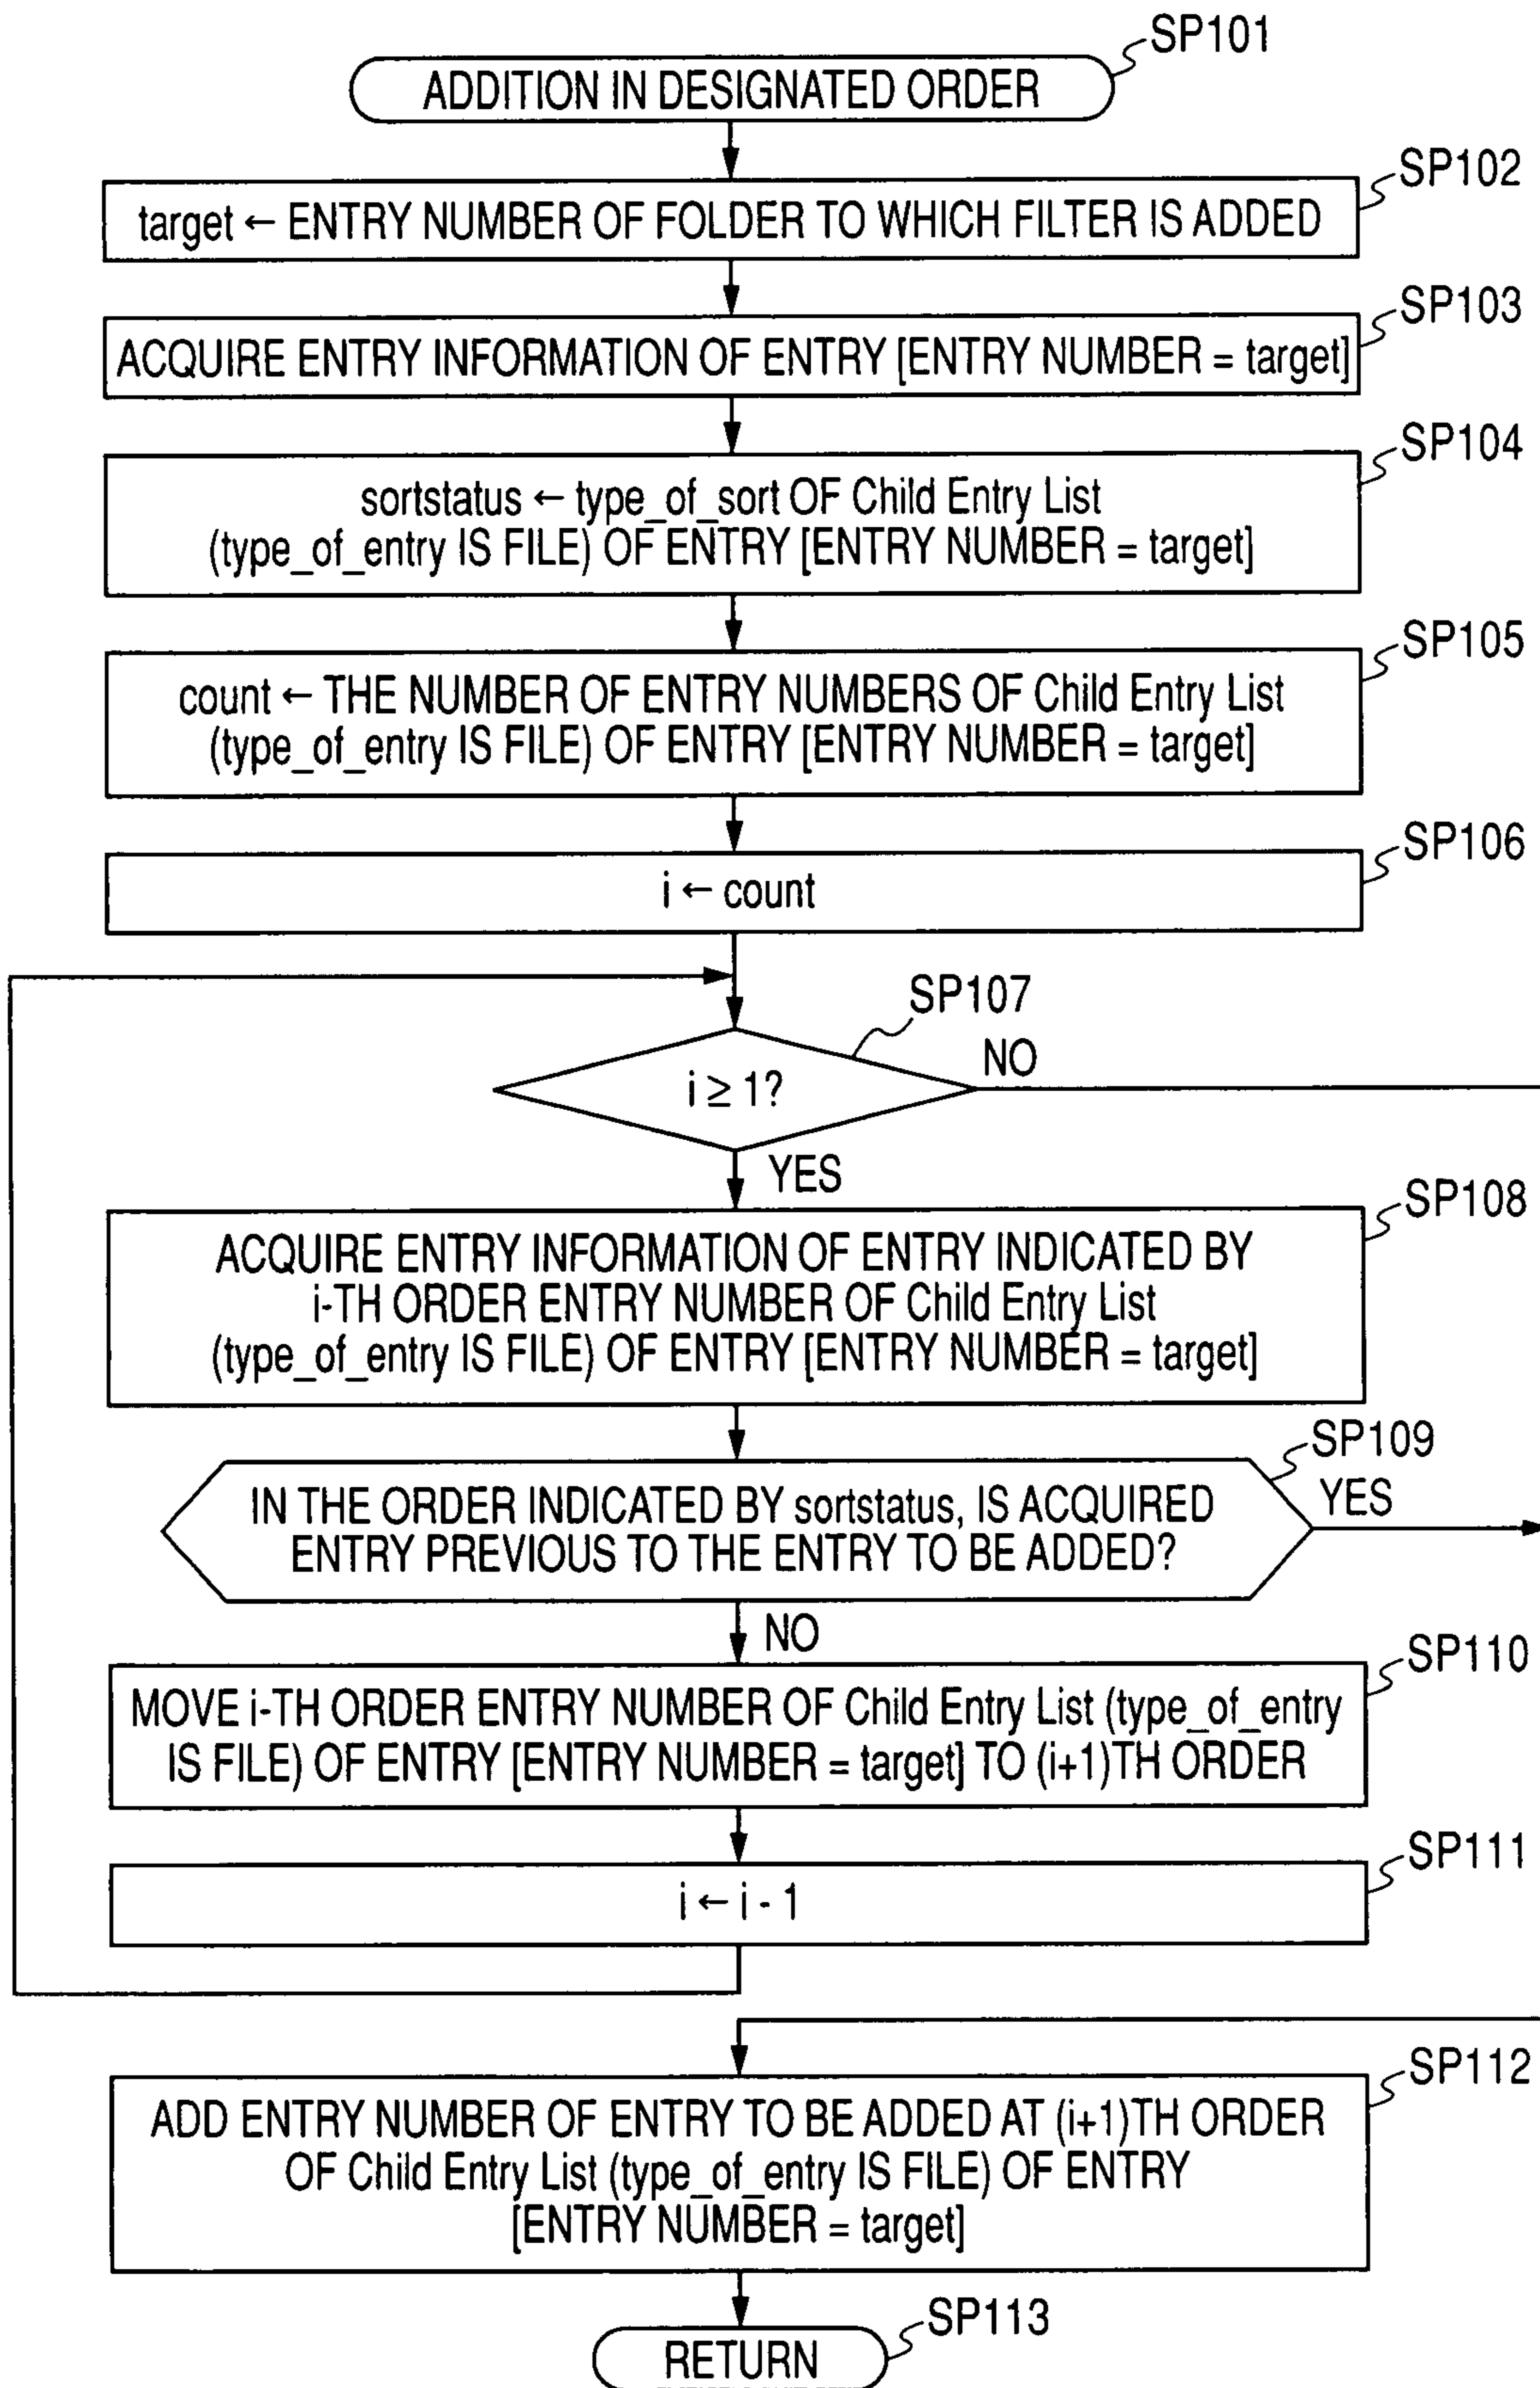 SP101
ADDITION IN DESIGNATED ORDER
SP102
target ← ENTRY NUMBER OF FOLDER TO WHICH FILTER IS ADDED
SP103
ACQUIRE ENTRY INFORMATION OF ENTRY [ENTRY NUMBER = target]
SP104
sortstatus ← type_of_sort OF Child Entry List
(type_of_entry IS FILE) OF ENTRY [ENTRY NUMBER = target]
SP105
count ← THE NUMBER OF ENTRY NUMBERS OF Child Entry List
(type_of_entry IS FILE) OF ENTRY [ENTRY NUMBER = target]
SP106
i ← count
SP107
i ≥ 1?
NO
YES
SP108
ACQUIRE ENTRY INFORMATION OF ENTRY INDICATED BY
i-TH ORDER ENTRY NUMBER OF Child Entry List
(type_of_entry IS FILE) OF ENTRY [ENTRY NUMBER = target]
SP109
IN THE ORDER INDICATED BY sortstatus, IS ACQUIRED
ENTRY PREVIOUS TO THE ENTRY TO BE ADDED?
YES
NO
SP110
MOVE i-TH ORDER ENTRY NUMBER OF Child Entry List (type_of_entry
IS FILE) OF ENTRY [ENTRY NUMBER = target] TO (i+1)TH ORDER
SP111
i ← i - 1
SP112
ADD ENTRY NUMBER OF ENTRY TO BE ADDED AT (i+1)TH ORDER
OF Child Entry List (type_of_entry IS FILE) OF ENTRY
[ENTRY NUMBER = target]
SP113
RETURN